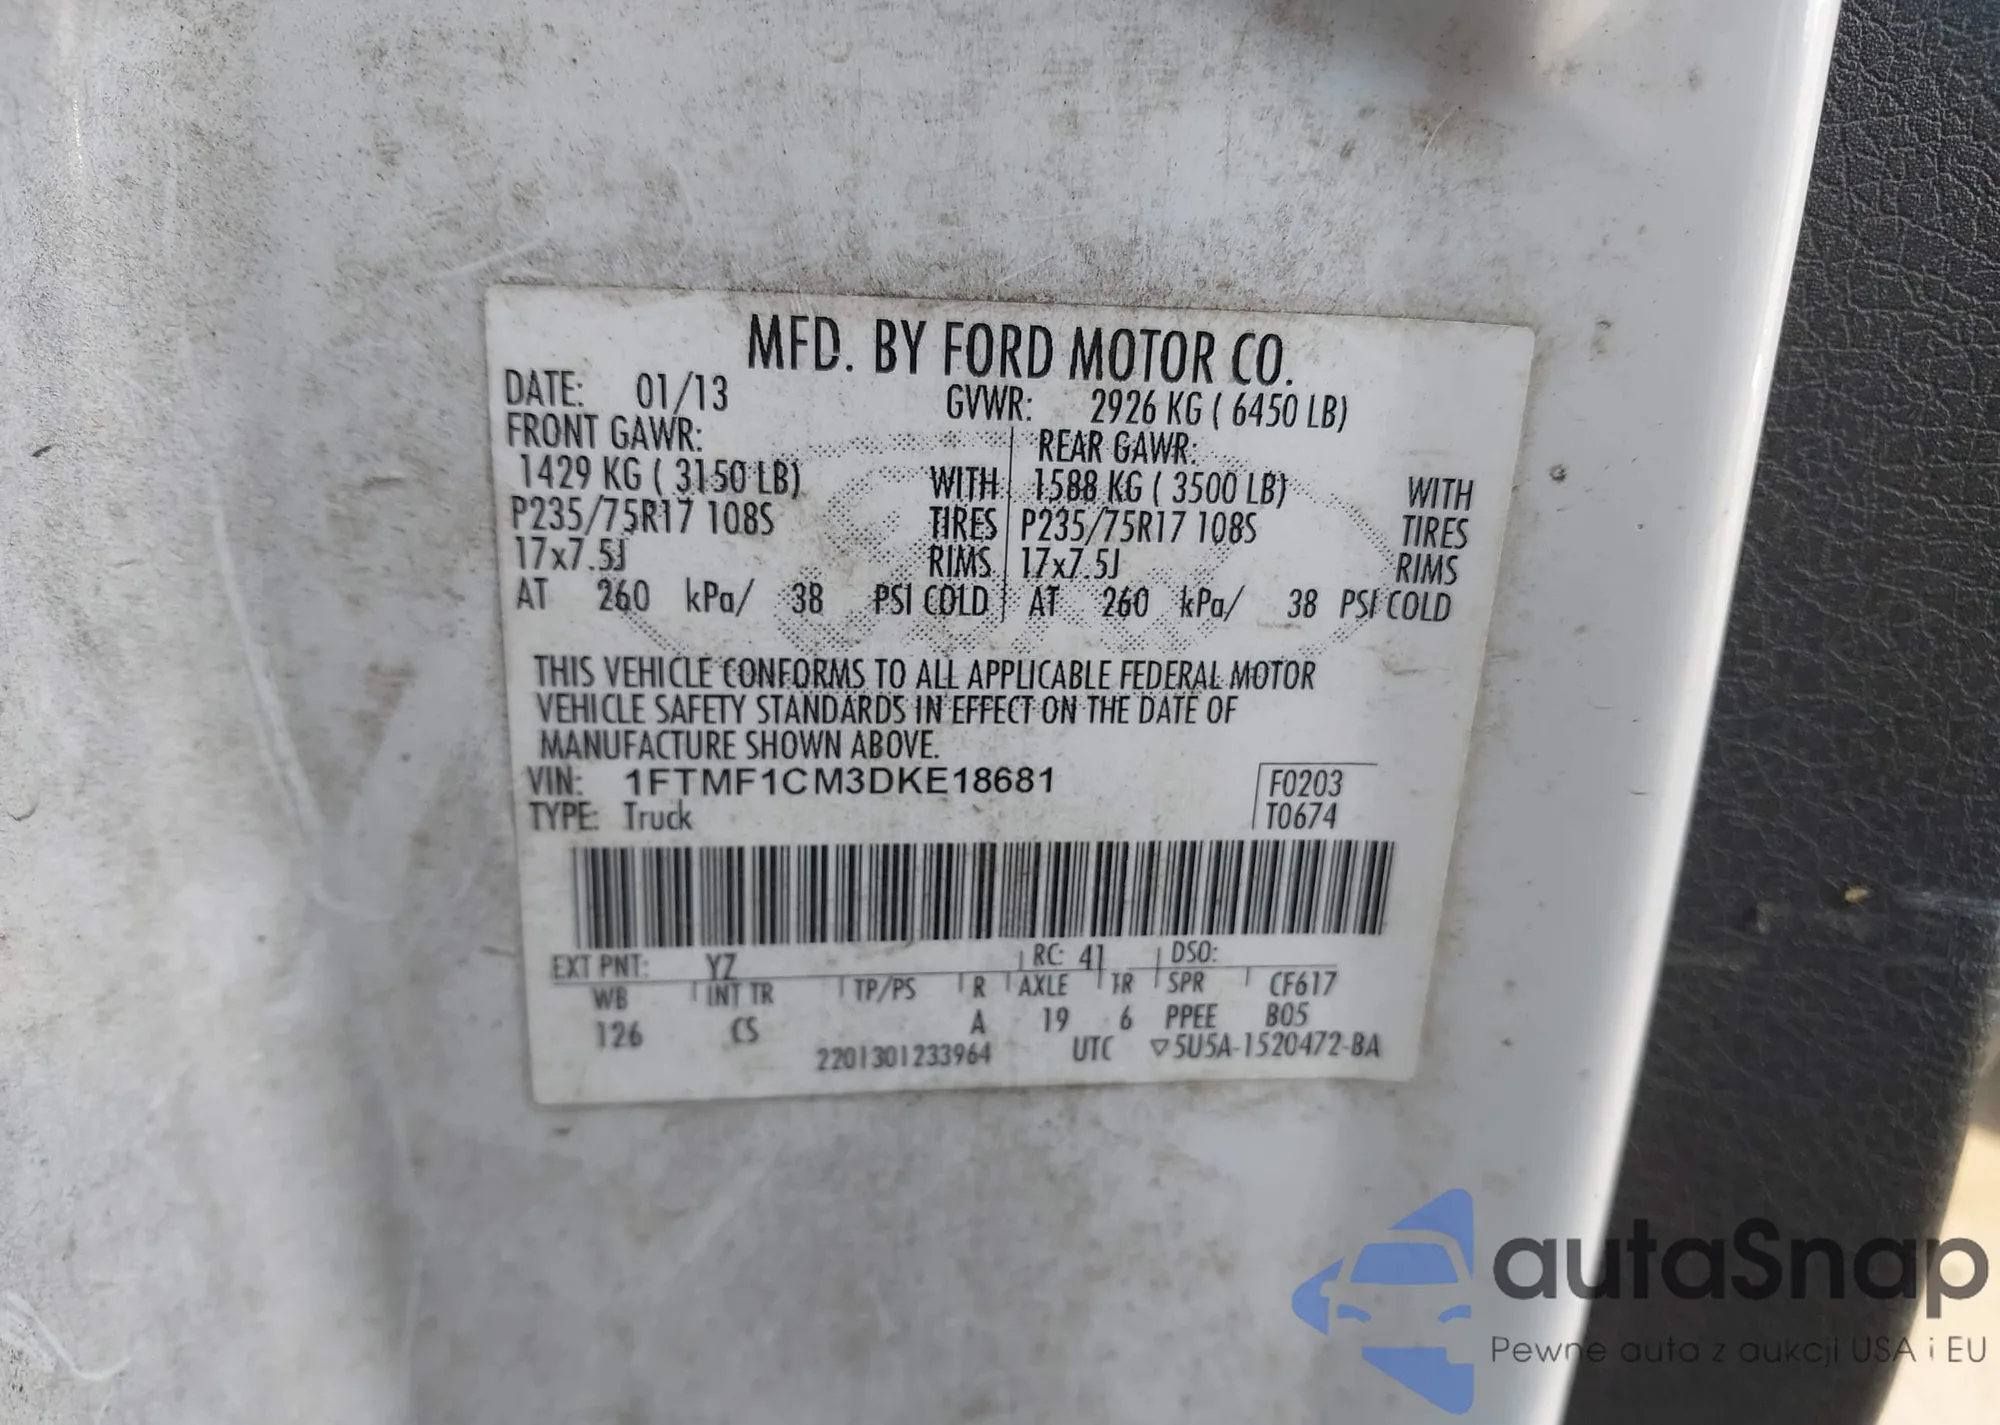 MFD. BY FORD MOTOR CO.
DATE: 01/13 GVWR: 2926 KG ( 6450 LB)
FRONT GAWR: REAR GAWR:
1429 KG ( 3150 LB) WITH 1588 KG ( 3500 LB) WITH
P235/75R17 108S TIRES P235/75R17 108S TIRES
17x7.5J RIMS 17x7.5J RIMS
AT 260 kPa/ 38 PSI COLD AT 260 kPa/ 38 PSI COLD
THIS VEHICLE CONFORMS TO ALL APPLICABLE FEDERAL MOTOR
VEHICLE SAFETY STANDARDS IN EFFECT ON THE DATE OF
MANUFACTURE SHOWN ABOVE.
VIN: 1FTMF1CM3DKE18681 F0203
TYPE: Truck T0674
EXT PNT: YZ RC: 41 DSO:
WB INT TR TP/PS R AXLE TR SPR CF617
126 CS A 19 6 PPEE B05
2201301233964 UTC ▽5U5A-1520472-BA
autaSnap
Pewne auta z aukcji USA i EU